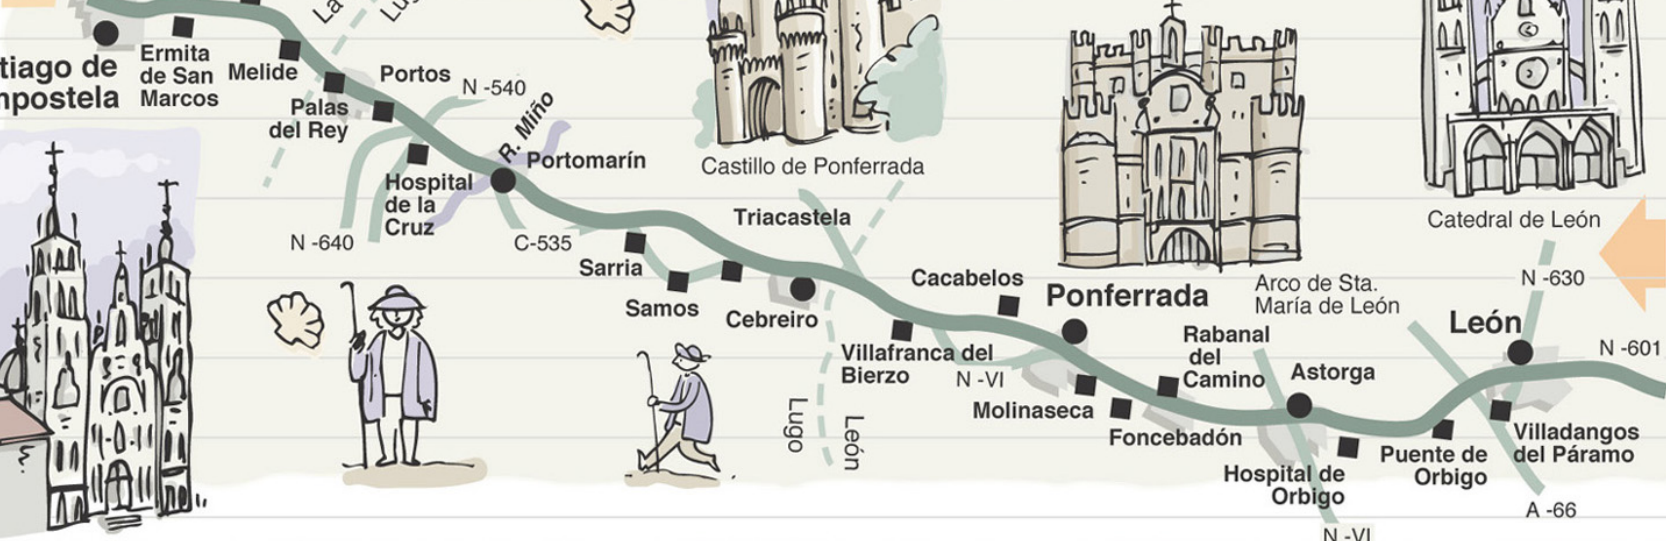 La
Lu
tiago de
mpostela
Ermita
de San
Marcos
Melide
Palas
del Rey
Portos
N -540
R. Miño
Portomarín
Hospital
de la
Cruz
N -640
C-535
Sarria
Samos
Triacastela
Cebreiro
Castillo de Ponferrada
Lugo
León
Villafranca del
Bierzo
N -VI
Cacabelos
Ponferrada
Molinaseca
Foncebadón
Rabanal
del
Camino
Arco de Sta.
María de León
Astorga
Hospital de
Orbigo
N -VI
Puente de
Orbigo
Catedral de León
N -630
León
N -601
Villadangos
del Páramo
A -66